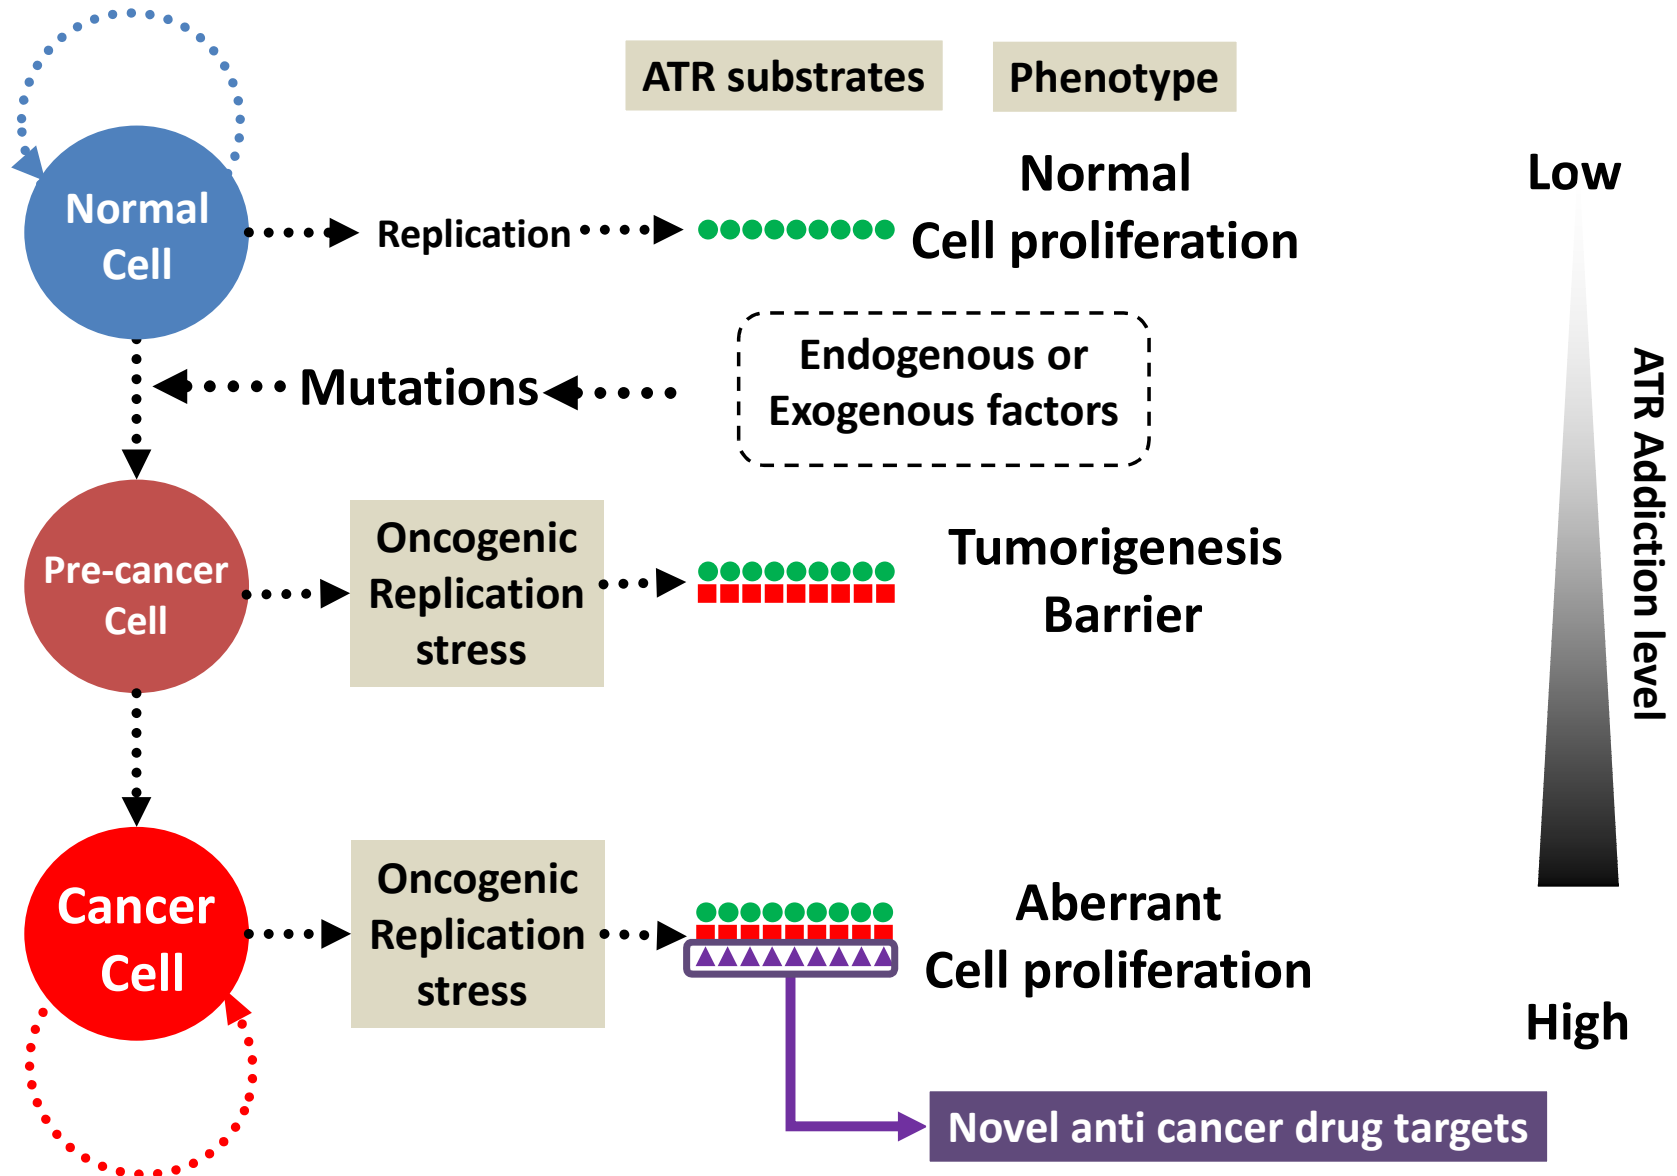 ATR substrates
Phenotype
Normal
Cell
Replication
Normal
Cell proliferation
Low
Mutations
Endogenous or
Exogenous factors
ATR Addiction level
Pre-cancer
Cell
Oncogenic
Replication
stress
Tumorigenesis
Barrier
Cancer
Cell
Oncogenic
Replication
stress
Aberrant
Cell proliferation
High
Novel anti cancer drug targets